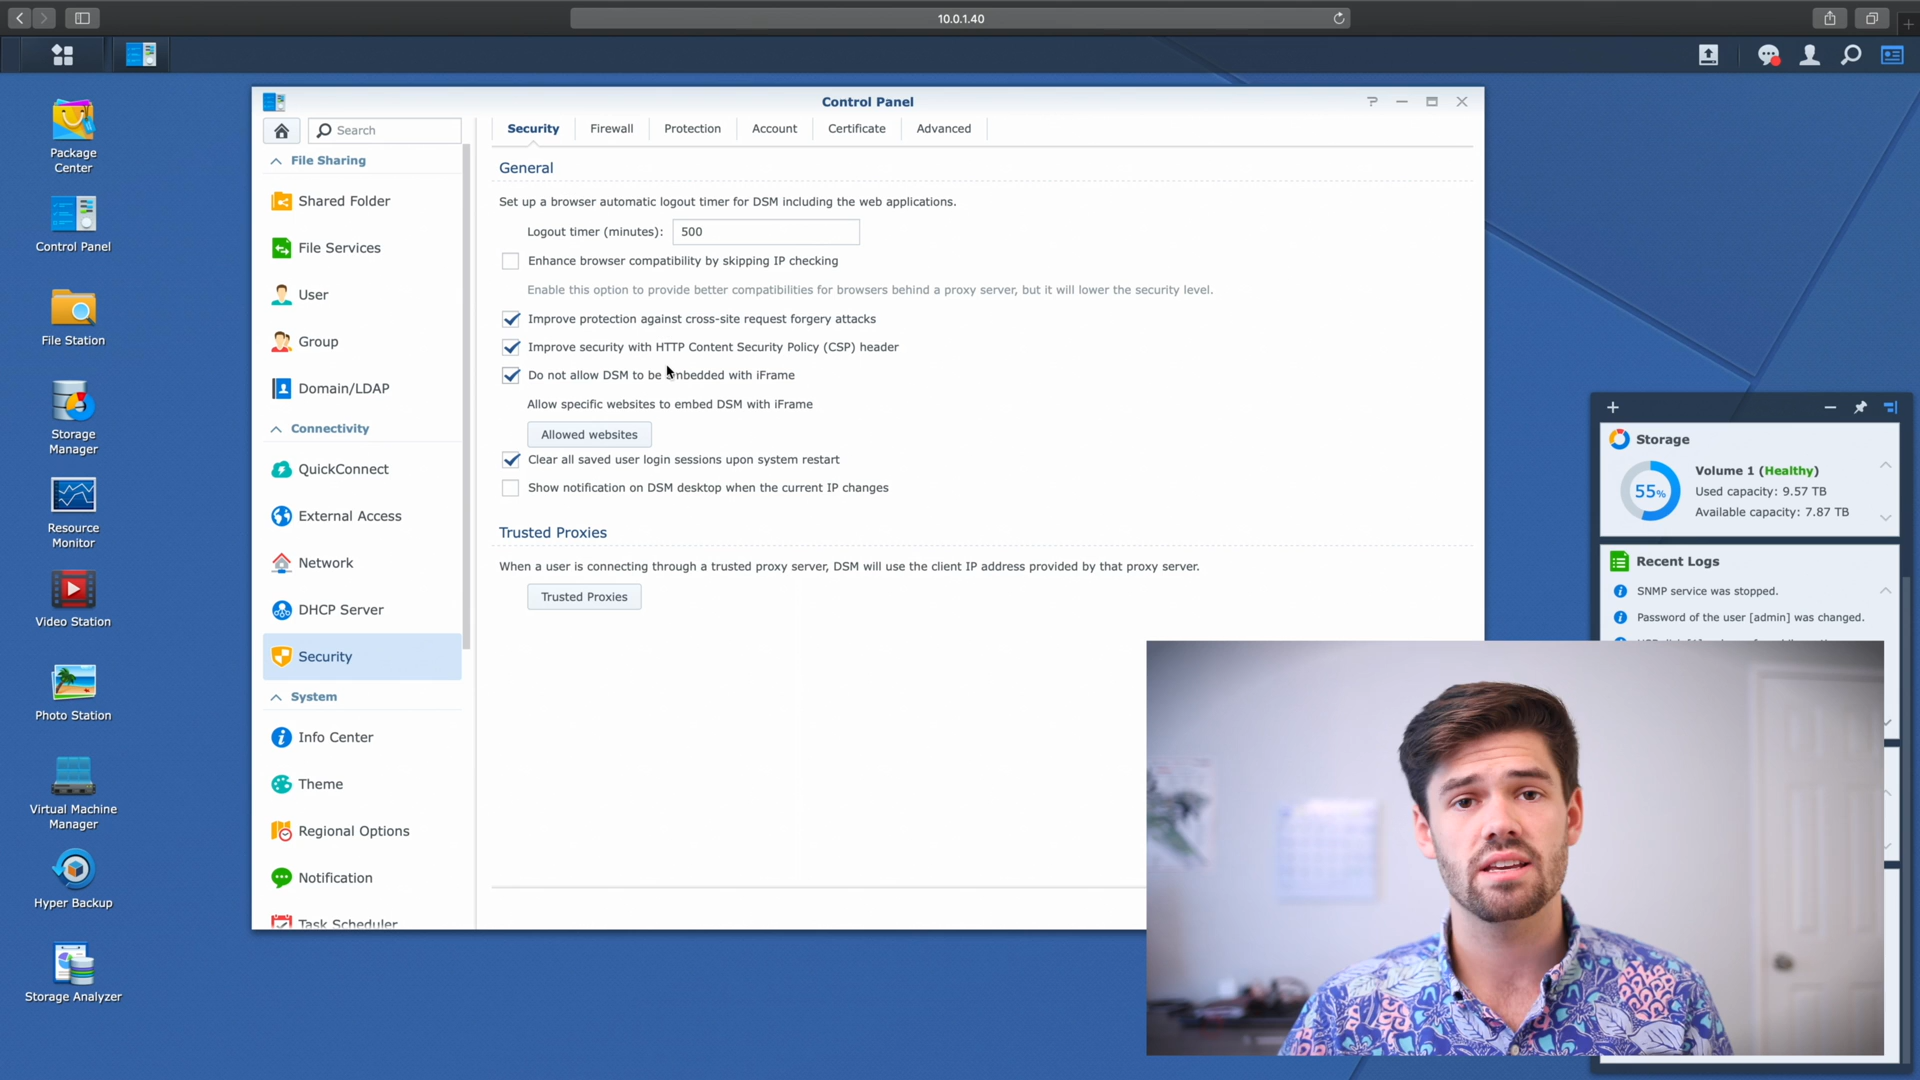 10.0.1.40
Package
Center
Control Panel
File Station
Storage
Manager
Resource
Monitor
Video Station
Photo Station
Virtual Machine
Manager
Hyper Backup
Storage Analyzer
Control Panel
Search
File Sharing
Shared Folder
File Services
User
Group
Domain/LDAP
Connectivity
QuickConnect
External Access
Network
DHCP Server
Security
System
Info Center
Theme
Regional Options
Notification
Task Scheduler
Security Firewall Protection Account Certificate Advanced
General
Set up a browser automatic logout timer for DSM including the web applications.
Logout timer (minutes): 500
Enhance browser compatibility by skipping IP checking
Enable this option to provide better compatibilities for browsers behind a proxy server, but it will lower the security level.
Improve protection against cross-site request forgery attacks
Improve security with HTTP Content Security Policy (CSP) header
Do not allow DSM to be embedded with iFrame
Allow specific websites to embed DSM with iFrame
Allowed websites
Clear all saved user login sessions upon system restart
Show notification on DSM desktop when the current IP changes
Trusted Proxies
When a user is connecting through a trusted proxy server, DSM will use the client IP address provided by that proxy server.
Trusted Proxies
Storage
55%
Volume 1 (Healthy)
Used capacity: 9.57 TB
Available capacity: 7.87 TB
Recent Logs
SNMP service was stopped.
Password of the user [admin] was changed.